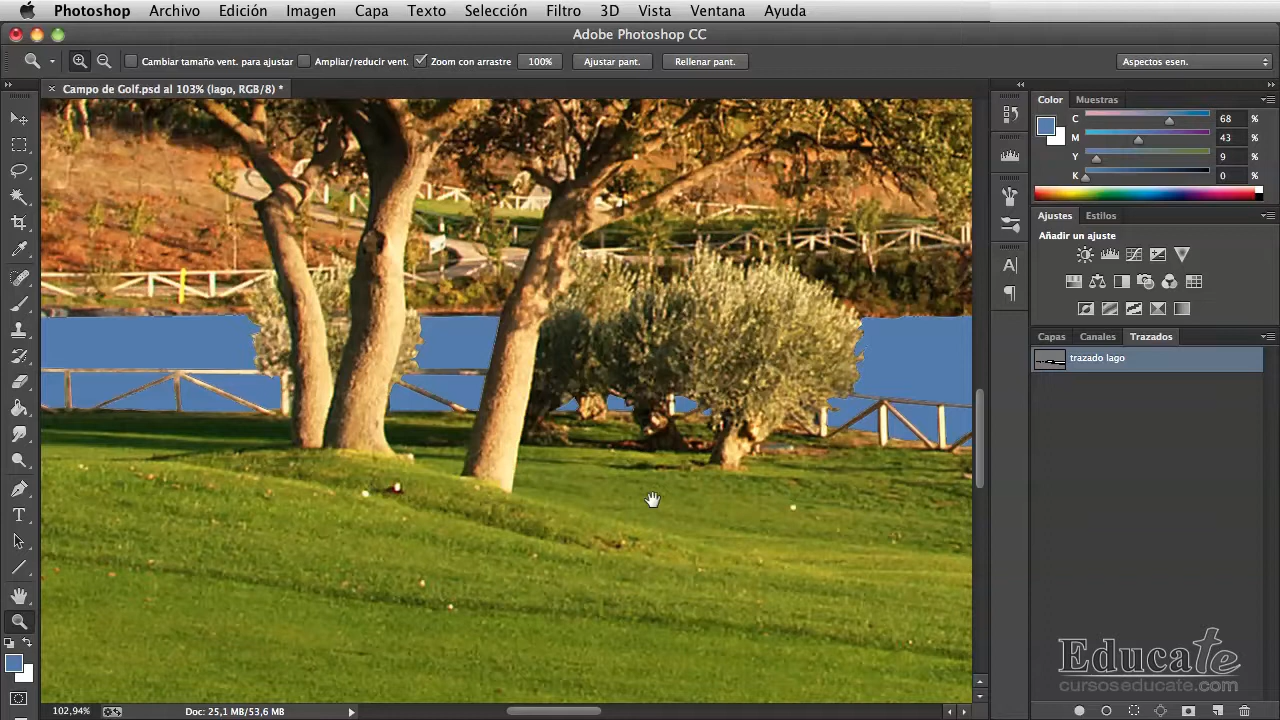 Photoshop Archivo Edición Imagen Capa Texto Selección Filtro 3D Vista Ventana Ayuda
Adobe Photoshop CC
Cambiar tamaño vent. para ajustar Ampliar/reducir vent. Zoom con arrastre 100% Ajustar pant. Rellenar pant. Aspectos esen.
× Campo de Golf.psd al 103% (lago, RGB/8) *
Color Muestras
C 68 %
M 43 %
Y 9 %
K 0 %
Ajustes Estilos
Añadir un ajuste
Capas Canales Trazados
trazado lago
Educate
cursoseducate.com
102,94% Doc: 25,1 MB/53,6 MB